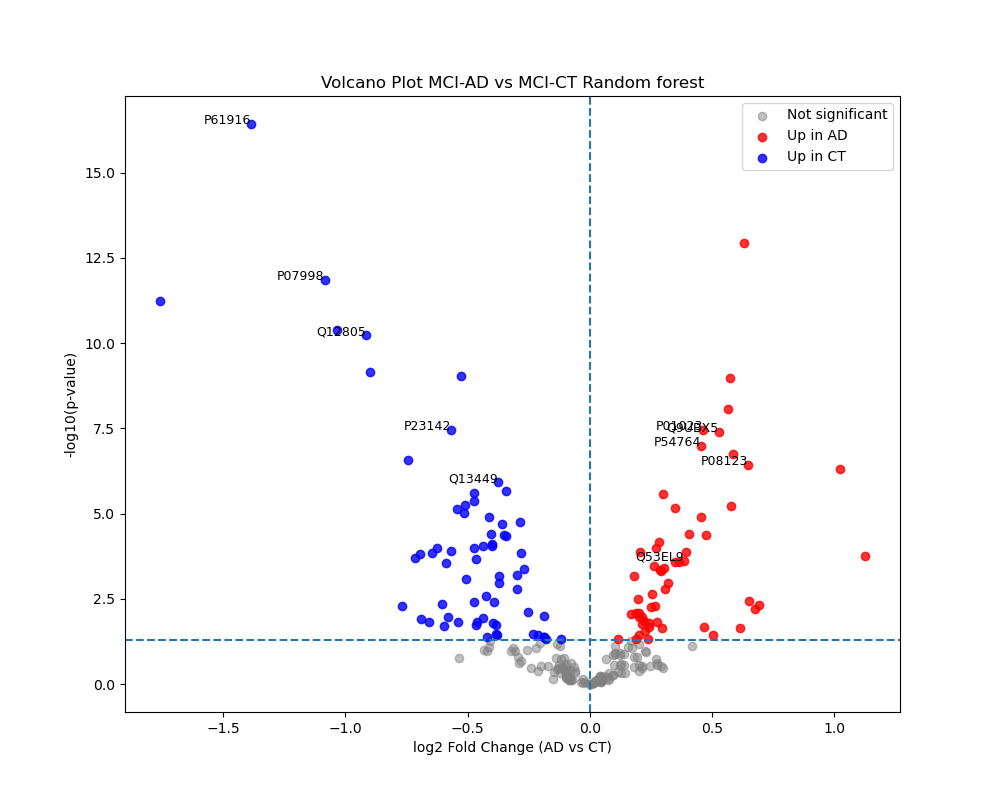 Volcano Plot MCI-AD vs MCI-CT Random forest
Not significant
Up in AD
Up in CT
P61916
P07998
Q12805
P23142
Q13449
P01023
Q9UBX5
P54764
P08123
Q53EL9
15.0
12.5
10.0
7.5
5.0
2.5
0.0
-log10(p-value)
−1.5
−1.0
−0.5
0.0
0.5
1.0
log2 Fold Change (AD vs CT)